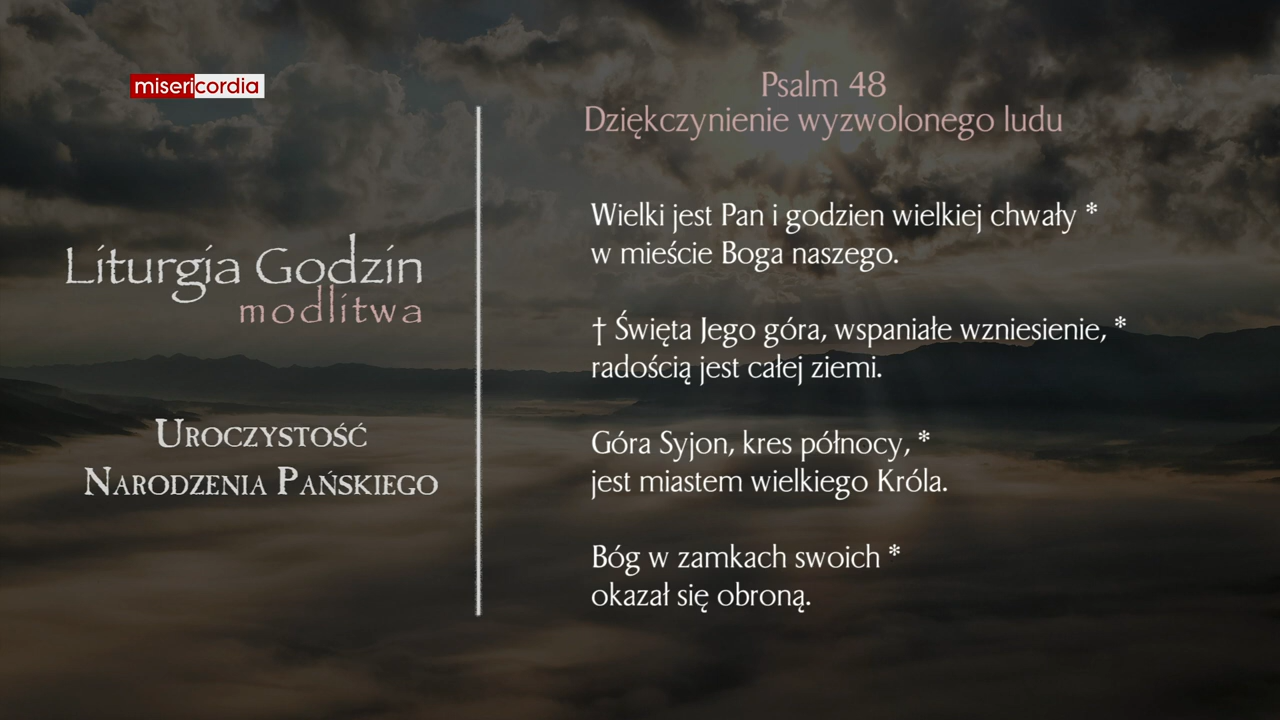 misericordia
Liturgia Godzin
modlitwa
Uroczystość
Narodzenia Pańskiego
Psalm 48
Dziękczynienie wyzwolonego ludu
Wielki jest Pan i godzien wielkiej chwały *
w mieście Boga naszego.
† Święta Jego góra, wspaniałe wzniesienie, *
radością jest całej ziemi.
Góra Syjon, kres północy, *
jest miastem wielkiego Króla.
Bóg w zamkach swoich *
okazał się obroną.